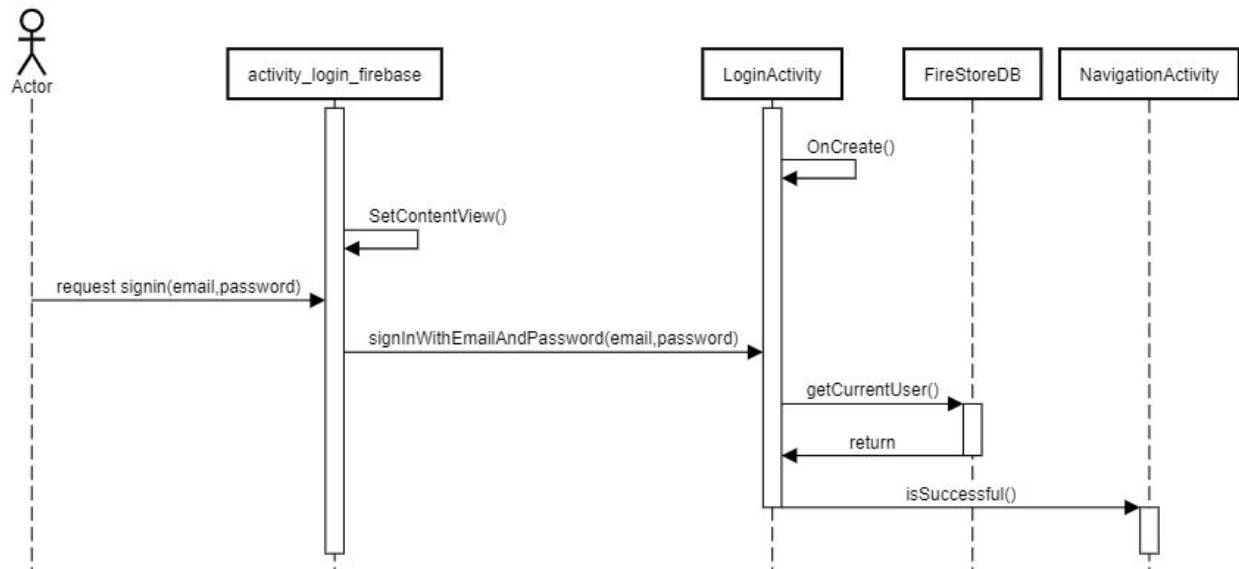 Actor
activity_login_firebase
LoginActivity
FireStoreDB
NavigationActivity
OnCreate()
SetContentView()
request signin(email,password)
signInWithEmailAndPassword(email,password)
getCurrentUser()
return
isSuccessful()